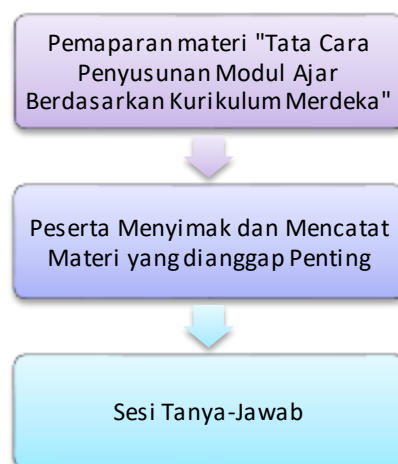 Pemaparan materi "Tata Cara
Penyusunan Modul Ajar
Berdasarkan Kurikulum Merdeka"
Peserta Menyimak dan Mencatat
Materi yang dianggap Penting
Sesi Tanya-Jawab